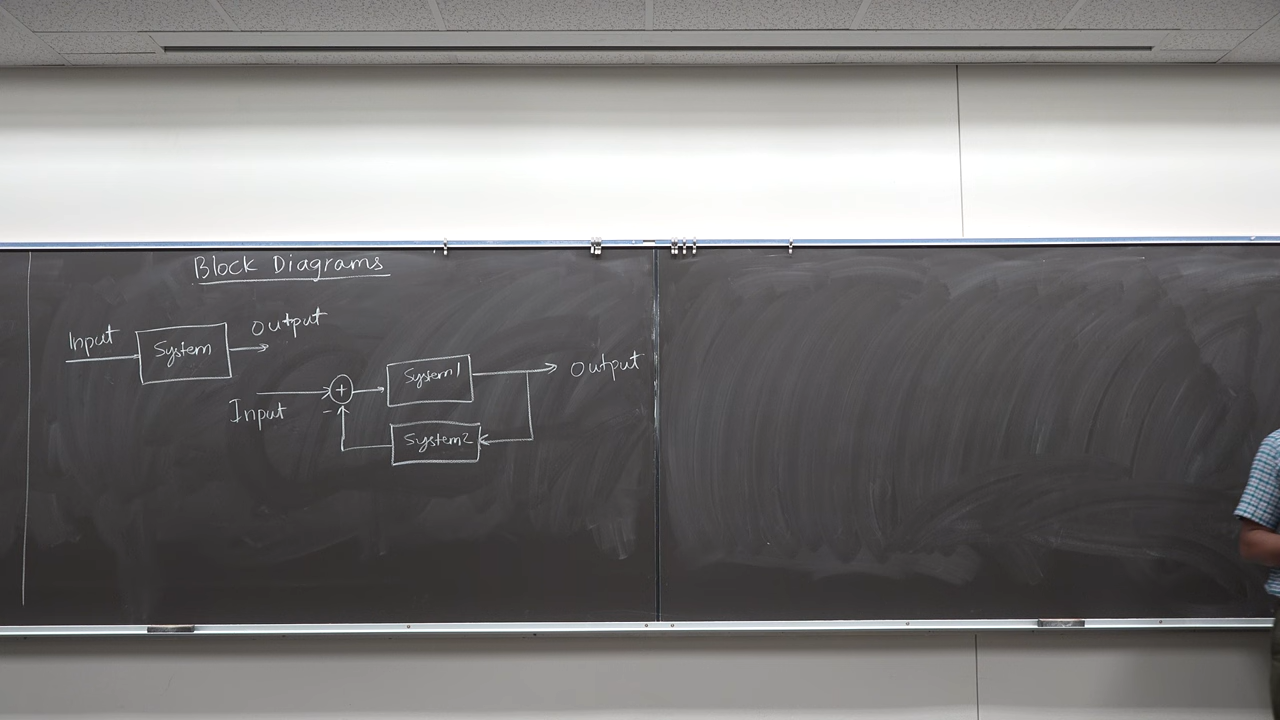 Block Diagrams
Input
System
Output
Input
+
-
System1
Output
System2